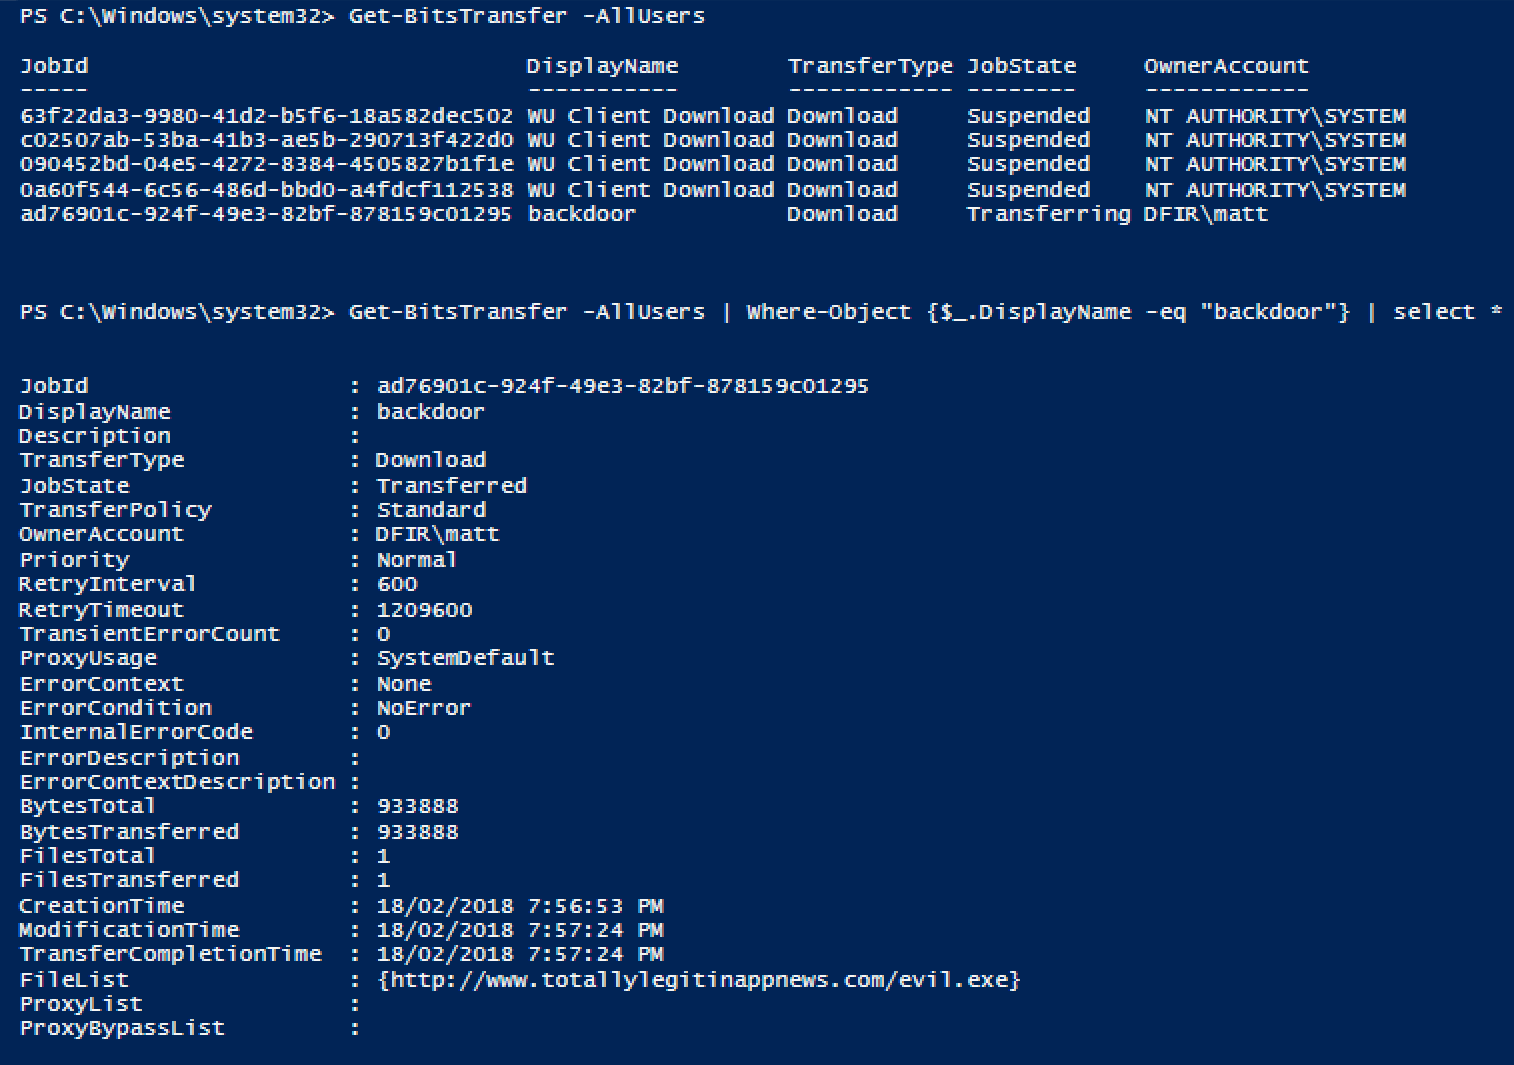 PS C:\Windows\system32> Get-BitsTransfer -AllUsers
JobId DisplayName TransferType JobState OwnerAccount
----- ----------- ------------ -------- ------------
63f22da3-9980-41d2-b5f6-18a582dec502 WU Client Download Download Suspended NT AUTHORITY\SYSTEM
c02507ab-53ba-41b3-ae5b-290713f422d0 WU Client Download Download Suspended NT AUTHORITY\SYSTEM
090452bd-04e5-4272-8384-4505827b1f1e WU Client Download Download Suspended NT AUTHORITY\SYSTEM
0a60f544-6c56-486d-bbd0-a4fdcf112538 WU Client Download Download Suspended NT AUTHORITY\SYSTEM
ad76901c-924f-49e3-82bf-878159c01295 backdoor Download Transferring DFIR\matt
PS C:\Windows\system32> Get-BitsTransfer -AllUsers | Where-Object {$_.DisplayName -eq "backdoor"} | select *
JobId : ad76901c-924f-49e3-82bf-878159c01295
DisplayName : backdoor
Description :
TransferType : Download
JobState : Transferred
TransferPolicy : Standard
OwnerAccount : DFIR\matt
Priority : Normal
RetryInterval : 600
RetryTimeout : 1209600
TransientErrorCount : 0
ProxyUsage : SystemDefault
ErrorContext : None
ErrorCondition : NoError
InternalErrorCode : 0
ErrorDescription :
ErrorContextDescription :
BytesTotal : 933888
BytesTransferred : 933888
FilesTotal : 1
FilesTransferred : 1
CreationTime : 18/02/2018 7:56:53 PM
ModificationTime : 18/02/2018 7:57:24 PM
TransferCompletionTime : 18/02/2018 7:57:24 PM
FileList : {http://www.totallylegitinappnews.com/evil.exe}
ProxyList :
ProxyBypassList :